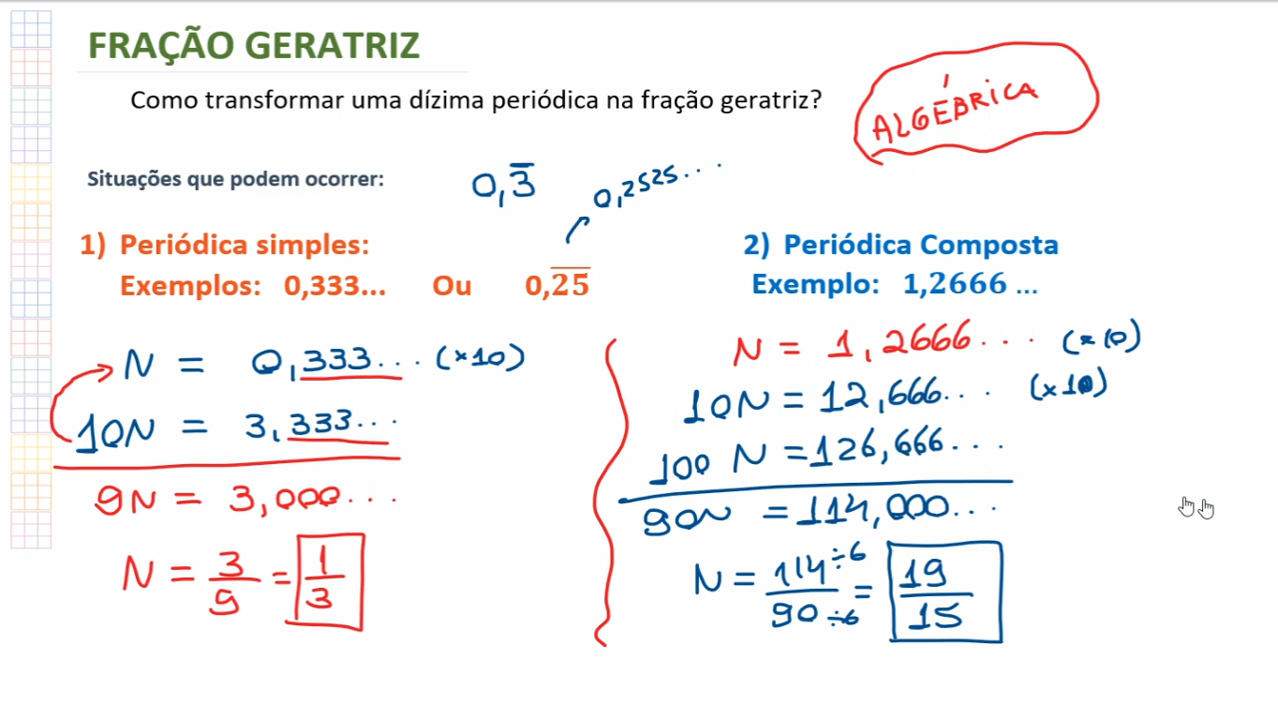 FRAÇÃO GERATRIZ
Como transformar uma dízima periódica na fração geratriz?
ALGÉBRICA
Situações que podem ocorrer:
0,3̅
0,2525...
1) Periódica simples:
Exemplos: 0,333... Ou 0,2̅5̅
N = 0,333... (×10)
10N = 3,333...
9N = 3,000...
N = 3/9 = 1/3
2) Periódica Composta
Exemplo: 1,2666 ...
N = 1,2666... (×10)
10N = 12,666... (×10)
100 N = 126,666...
90N = 114,000...
N = 114÷6/90÷6 = 19/15